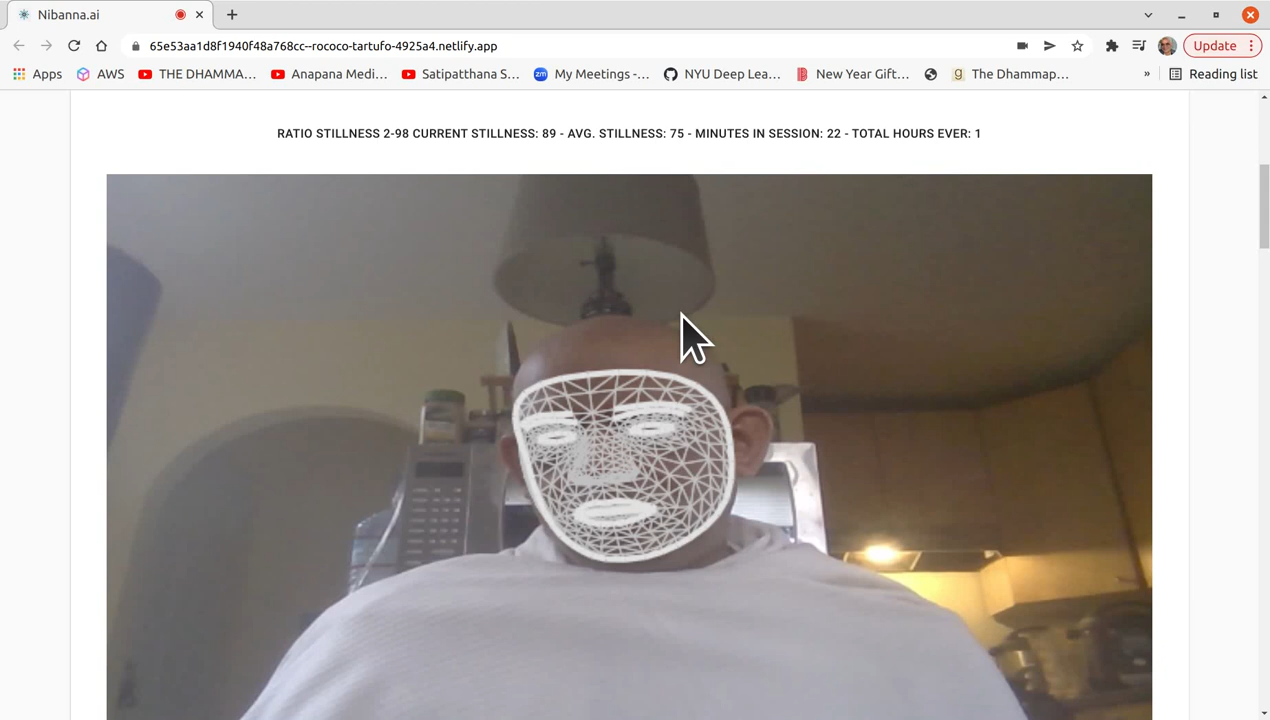 Nibanna.ai
65e53aa1d8f1940f48a768cc--rococo-tartufo-4925a4.netlify.app
Update
Apps AWS THE DHAMMA... Anapana Medi... Satipatthana S... My Meetings -... NYU Deep Lea... New Year Gift... The Dhammap... » Reading list
RATIO STILLNESS 2-98 CURRENT STILLNESS: 89 - AVG. STILLNESS: 75 - MINUTES IN SESSION: 22 - TOTAL HOURS EVER: 1